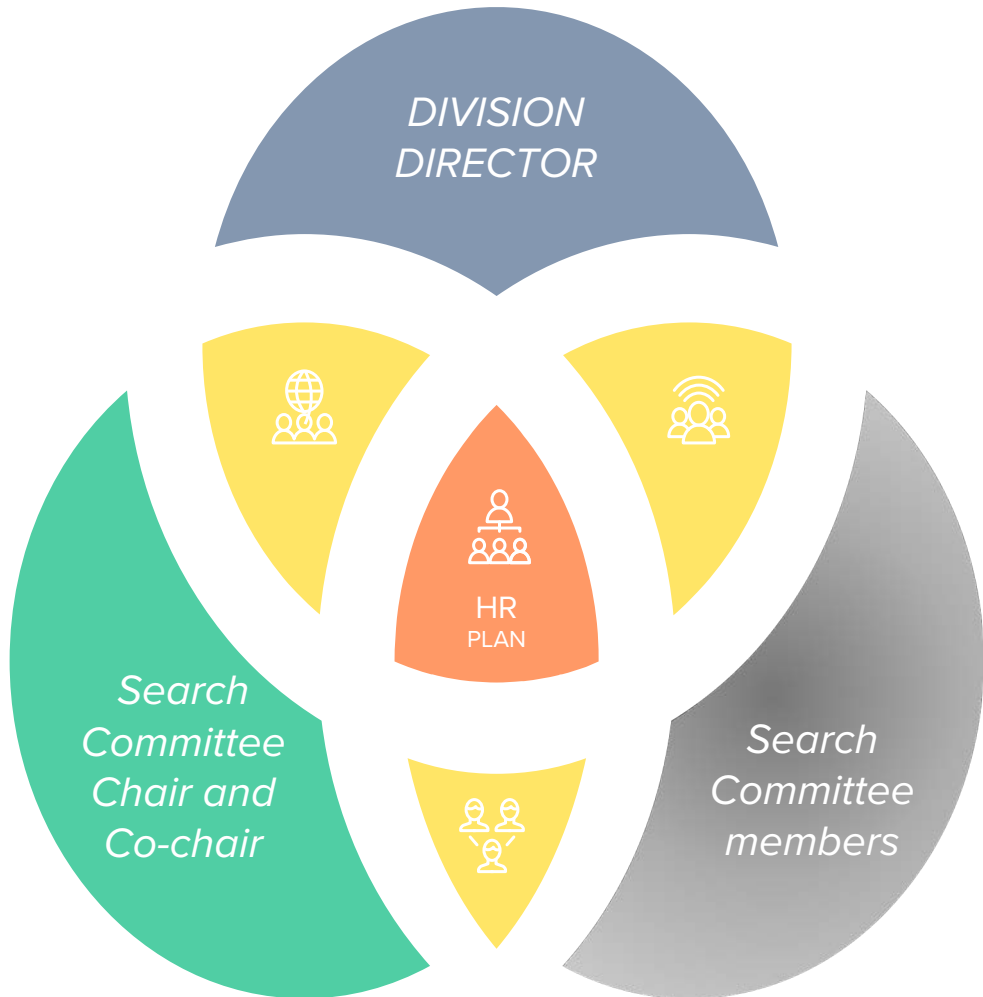 DIVISION
DIRECTOR
HR
PLAN
Search
Committee
Chair and
Co-chair
Search
Committee
members